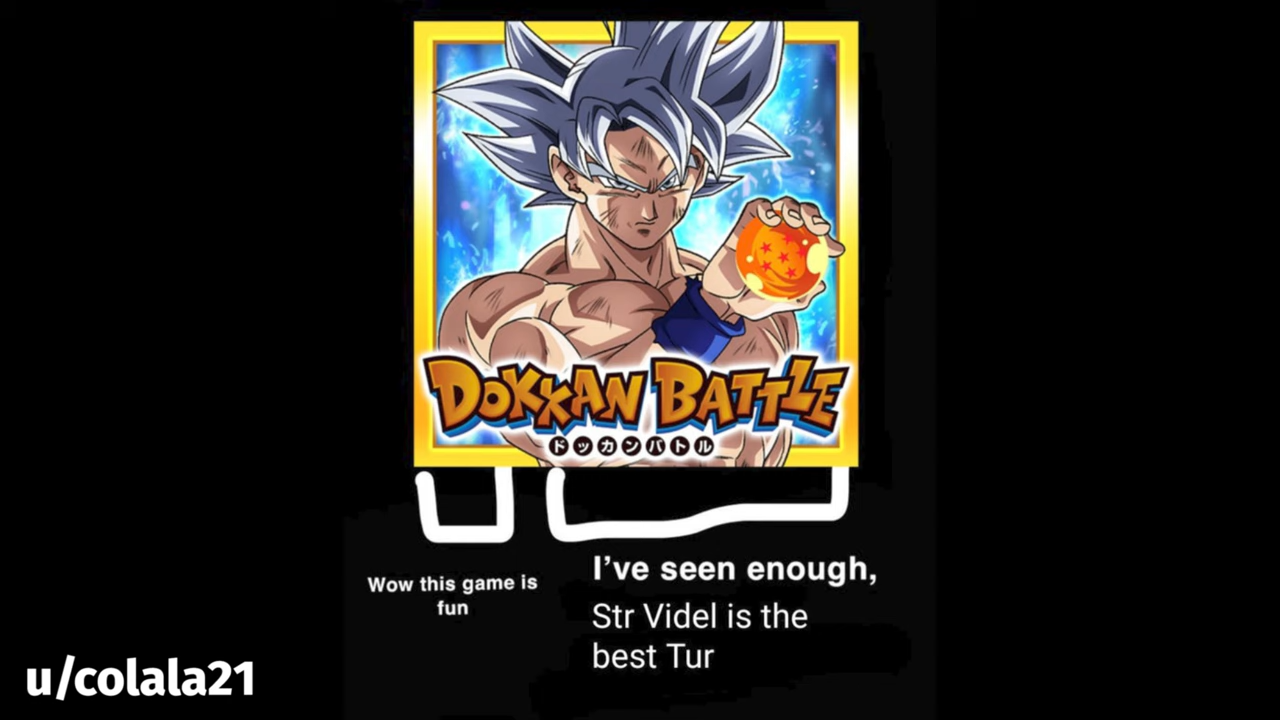 DOKKAN BATTLE
ドッカンバトル
Wow this game is
fun
I've seen enough,
Str Videl is the
best Tur
u/colala21